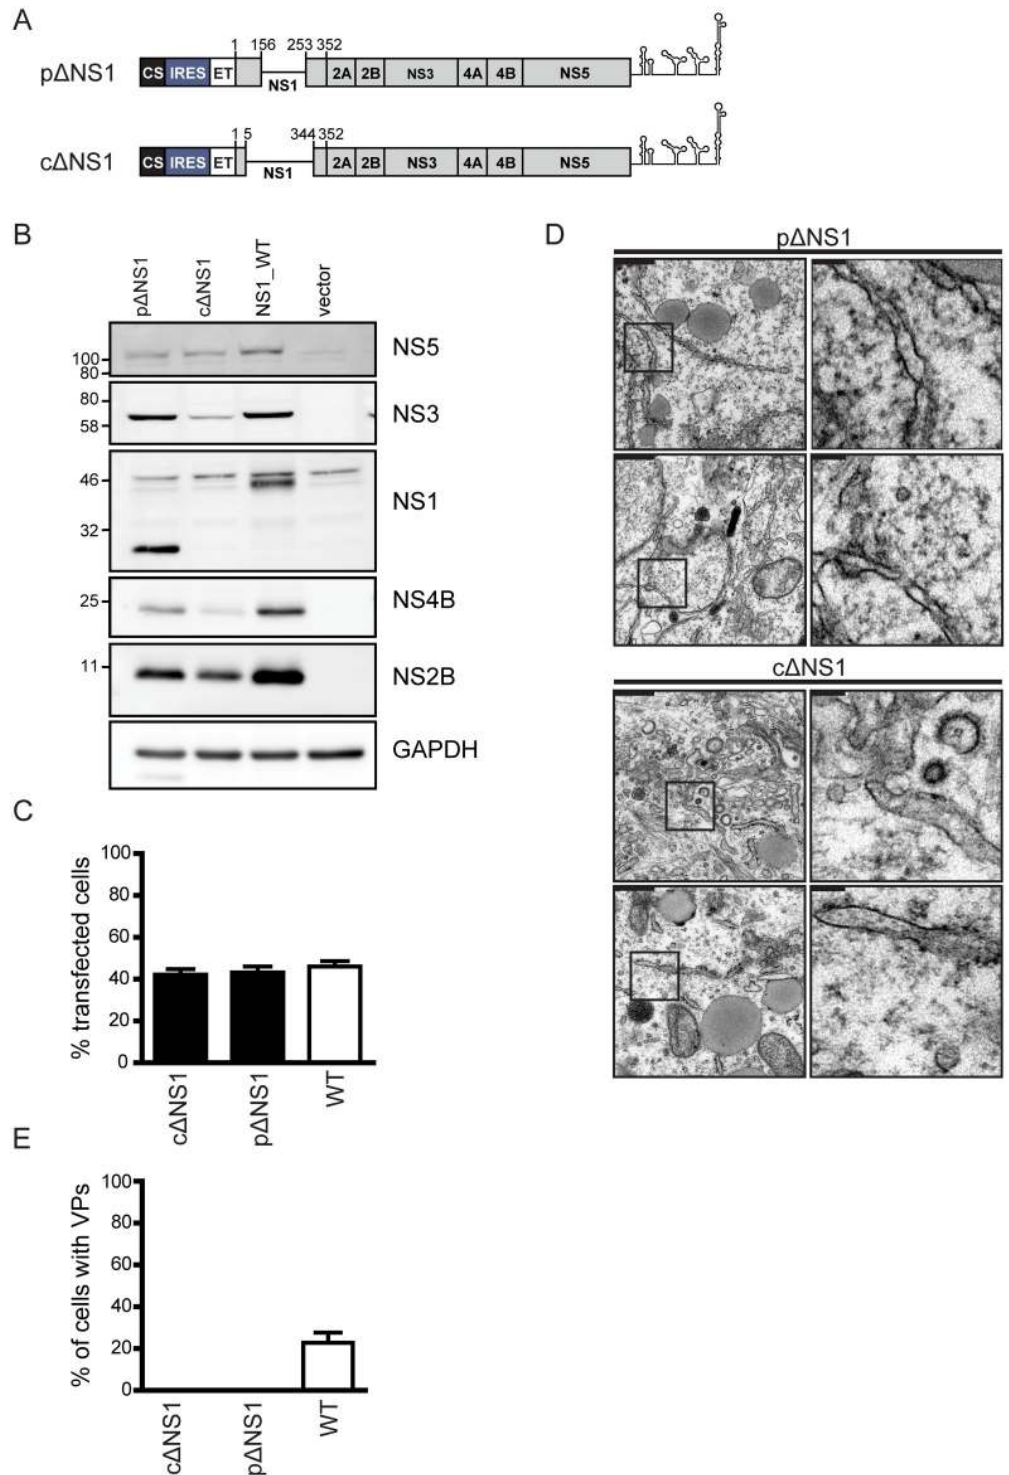 A
1 156 253 352
pΔNS1 CS IRES ET NS1 2A 2B NS3 4A 4B NS5
1 5 344 352
cΔNS1 CS IRES ET NS1 2A 2B NS3 4A 4B NS5
B
pΔNS1 cΔNS1 NS1_WT vector
100
80
NS5
80
58
NS3
46
32
NS1
25
NS4B
11
NS2B
GAPDH
C
% transfected cells
100
80
60
40
20
0
cΔNS1 pΔNS1 WT
D
pΔNS1
cΔNS1
E
% of cells with VPs
100
80
60
40
20
0
cΔNS1 pΔNS1 WT